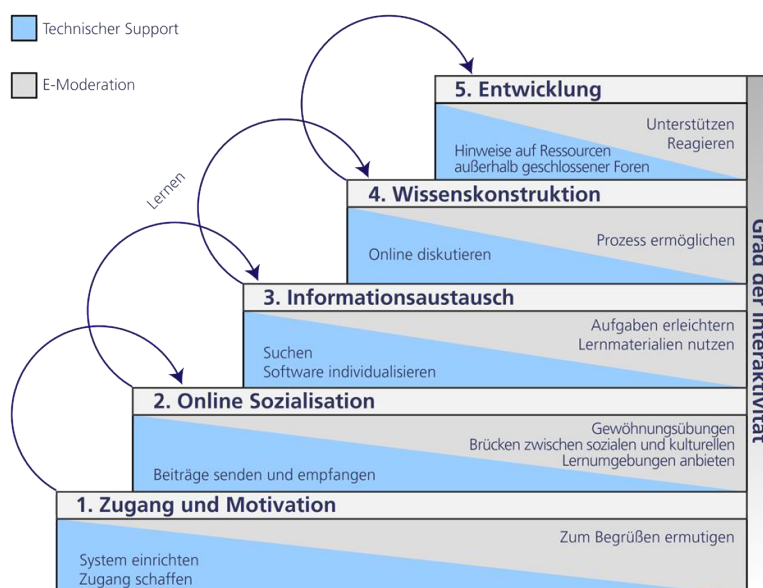 Technischer Support
E-Moderation
5. Entwicklung
Unterstützen
Reagieren
Hinweise auf Ressourcen
außerhalb geschlossener Foren
4. Wissenskonstruktion
Prozess ermöglichen
Online diskutieren
Lernen
3. Informationsaustausch
Aufgaben erleichtern
Lernmaterialien nutzen
Suchen
Software individualisieren
2. Online Sozialisation
Gewöhnungsübungen
Brücken zwischen sozialen und kulturellen
Lernumgebungen anbieten
Beiträge senden und empfangen
1. Zugang und Motivation
Zum Begrüßen ermutigen
System einrichten
Zugang schaffen
Grad der Interaktivität